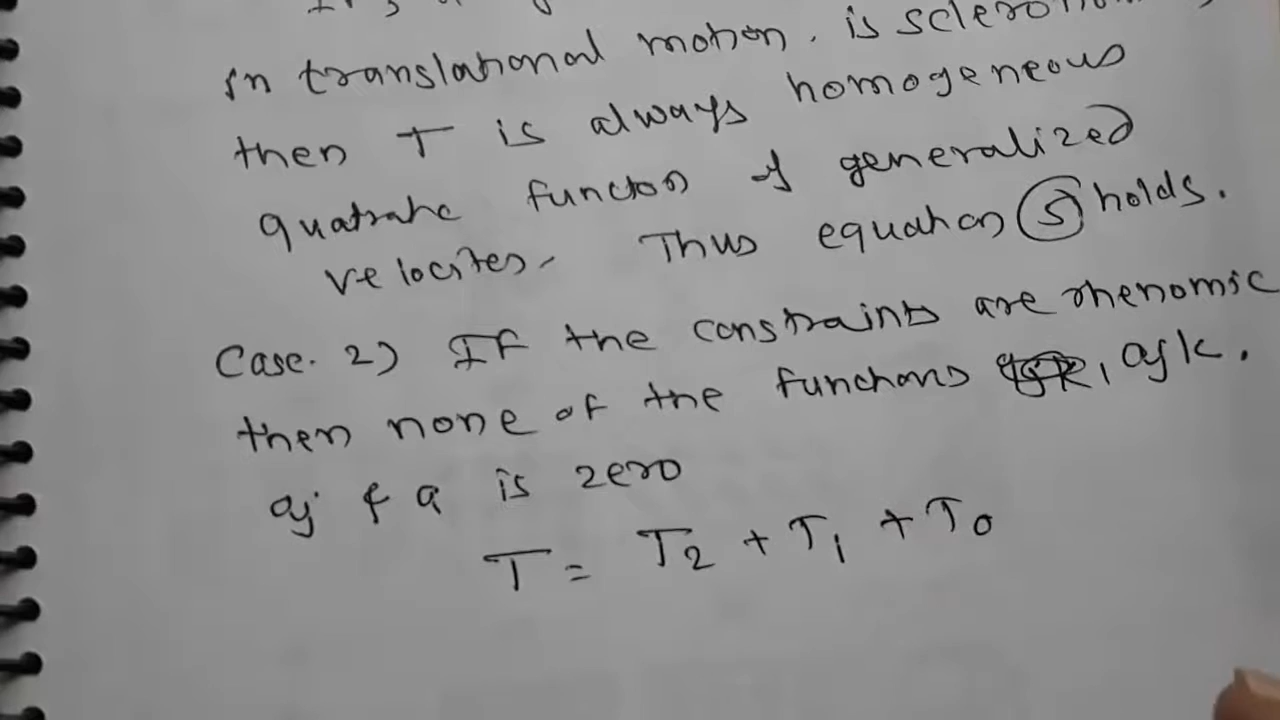 in translational motion. is
then T is always homogeneous
quatratic function of generalized
velocites. Thus equation (5) holds.
Case. 2) If the constraints are rhenomic
then none of the functions , ajk.
aj & a is zero
T = T2 + T1 + T0